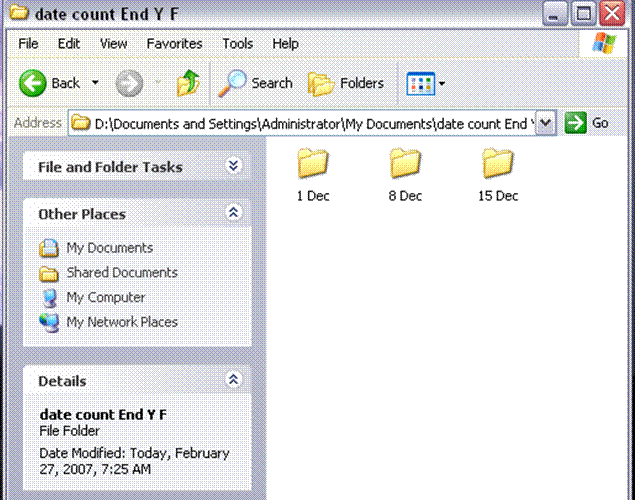 date count End Y F
File Edit View Favorites Tools Help
Back Search Folders
Address D:\Documents and Settings\Administrator\My Documents\date count End Go
File and Folder Tasks
1 Dec 8 Dec 15 Dec
Other Places
My Documents
Shared Documents
My Computer
My Network Places
Details
date count End Y F
File Folder
Date Modified: Today, February
27, 2007, 7:25 AM